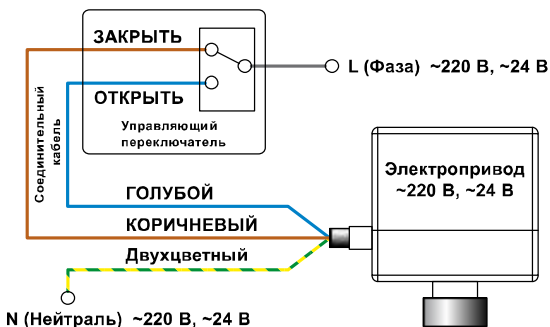 ЗАКРЫТЬ
L (Фаза) ~220 В, ~24 В
ОТКРЫТЬ
Управляющий
переключатель
Соединительный
кабель
Электропривод
~220 В, ~24 В
ГОЛУБОЙ
КОРИЧНЕВЫЙ
Двухцветный
N (Нейтраль) ~220 В, ~24 В